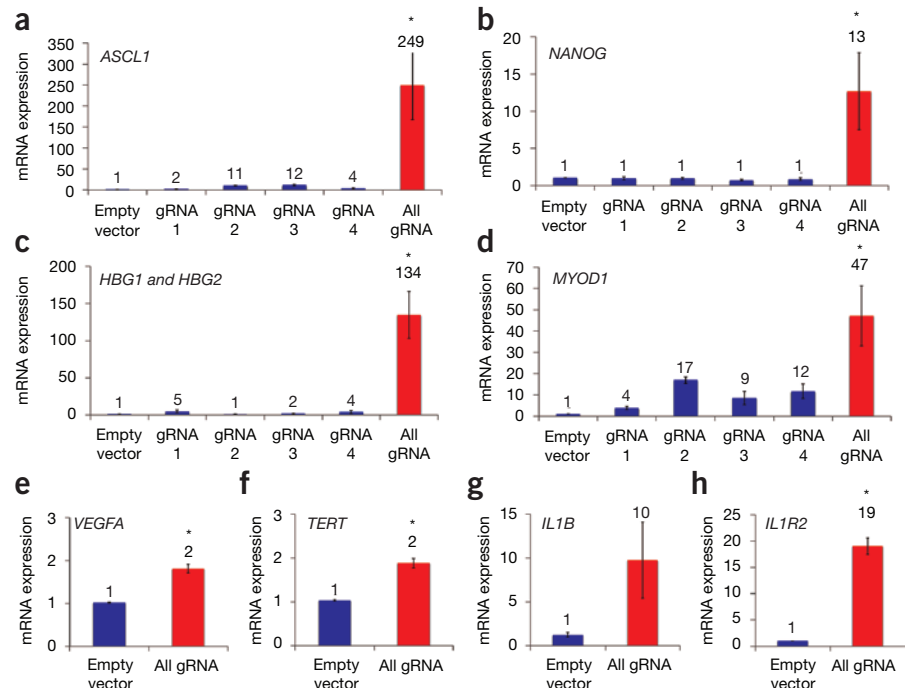 a
ASCL1
mRNA expression
350
300
250
200
150
100
50
0
1
2
11
12
4
*
249
Empty vector
gRNA 1
gRNA 2
gRNA 3
gRNA 4
All gRNA
b
NANOG
mRNA expression
20
15
10
5
0
1
1
1
1
1
*
13
Empty vector
gRNA 1
gRNA 2
gRNA 3
gRNA 4
All gRNA
c
HBG1 and HBG2
mRNA expression
200
150
100
50
0
1
5
1
2
4
*
134
Empty vector
gRNA 1
gRNA 2
gRNA 3
gRNA 4
All gRNA
d
MYOD1
mRNA expression
70
60
50
40
30
20
10
0
1
4
17
9
12
*
47
Empty vector
gRNA 1
gRNA 2
gRNA 3
gRNA 4
All gRNA
e
VEGFA
mRNA expression
3
2
1
0
1
*
2
Empty vector
All gRNA
f
TERT
mRNA expression
3
2
1
0
1
*
2
Empty vector
All gRNA
g
IL1B
mRNA expression
15
10
5
0
1
10
Empty vector
All gRNA
h
IL1R2
mRNA expression
25
20
15
10
5
0
1
*
19
Empty vector
All gRNA